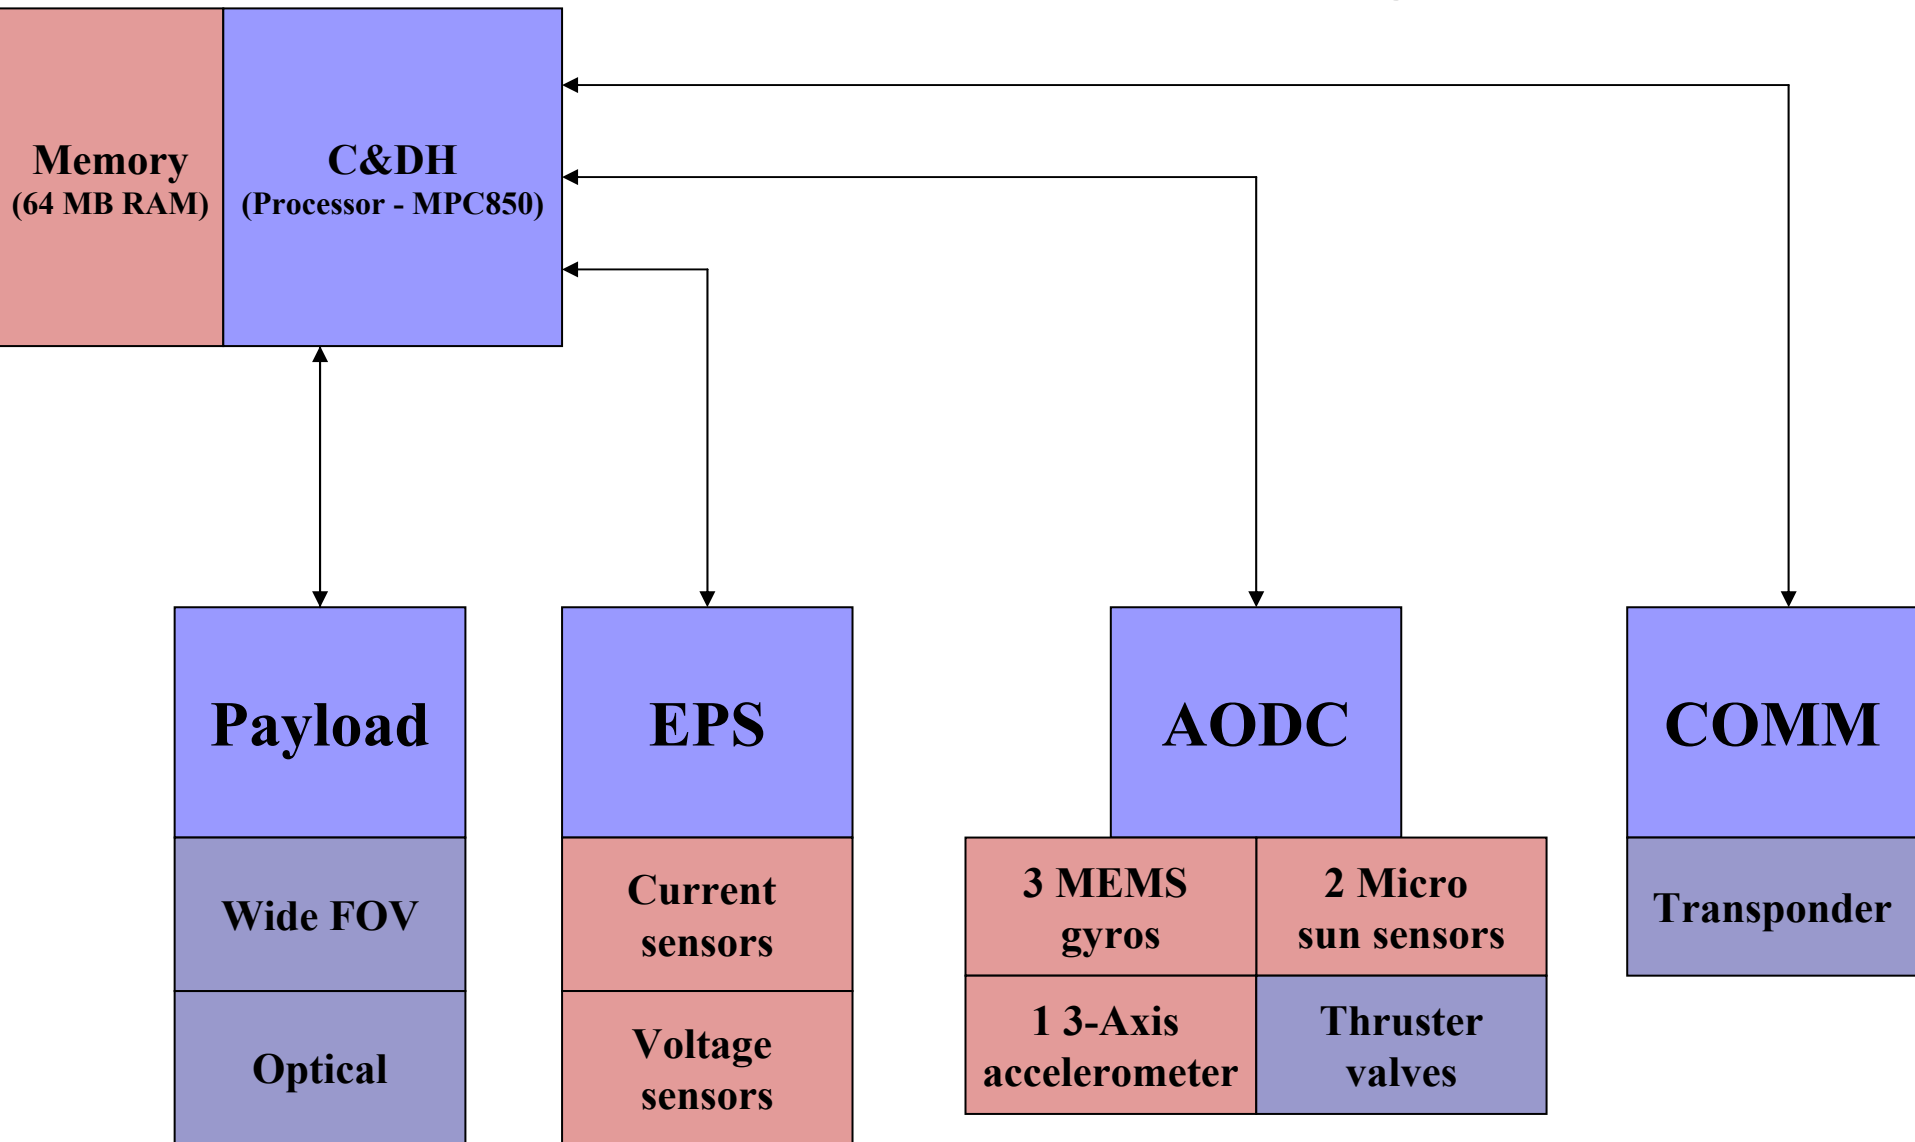 Memory
(64 MB RAM)
C&DH
(Processor - MPC850)
Payload
EPS
AODC
COMM
Wide FOV
Optical
Current
sensors
Voltage
sensors
3 MEMS
gyros
2 Micro
sun sensors
1 3-Axis
accelerometer
Thruster
valves
Transponder